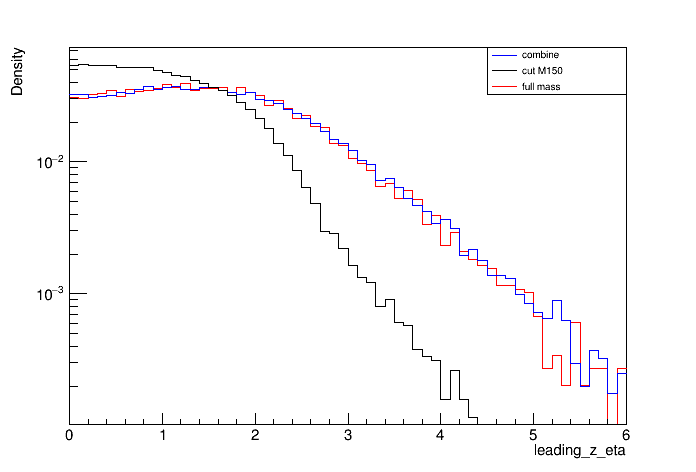 Density
combine
cut M150
full mass
10⁻²
10⁻³
0 1 2 3 4 5 6
leading_z_eta